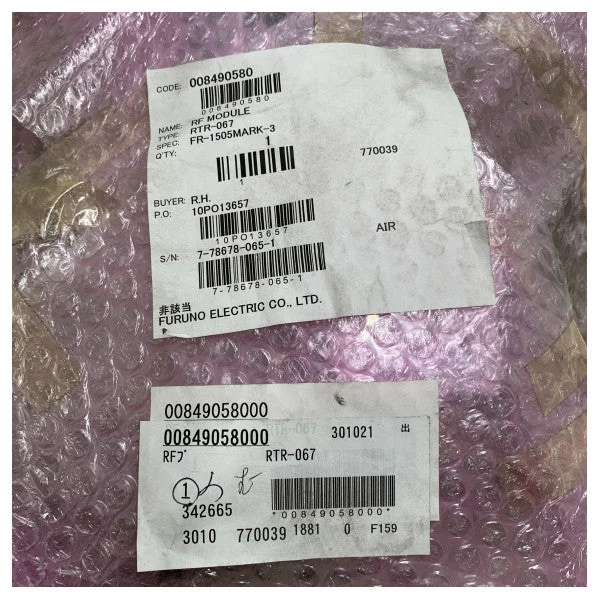 CODE: 008490580
008490580
NAME: RF MODULE
TYPE: RTR-067
SPEC: FR-1505MARK-3
Q'TY: 1
1
770039
BUYER: R.H.
P.O: 10PO13657
10PO13657
AIR
S/N: 7-78678-065-1
7-78678-065-1
非該当
FURUNO ELECTRIC CO., LTD.
00849058000
00849058000 RTR-067 301021 出
RFブ RTR-067
①
342665 *00849058000*
3010 770039 1881 0 F159